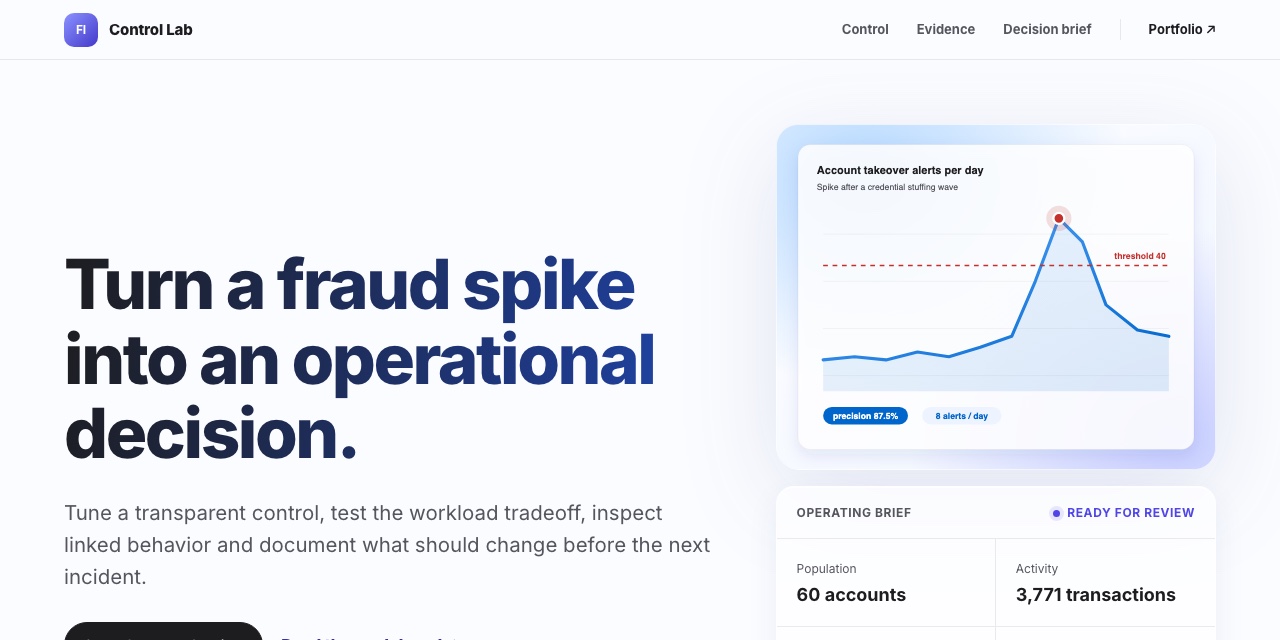 FI
Control Lab
Control
Evidence
Decision brief
Portfolio ↗
Turn a fraud spike
into an operational
decision.
Tune a transparent control, test the workload tradeoff, inspect
linked behavior and document what should change before the next
incident.
Account takeover alerts per day
Spike after a credential stuffing wave
threshold 40
precision 87.5%
8 alerts / day
OPERATING BRIEF
READY FOR REVIEW
Population
60 accounts
Activity
3,771 transactions